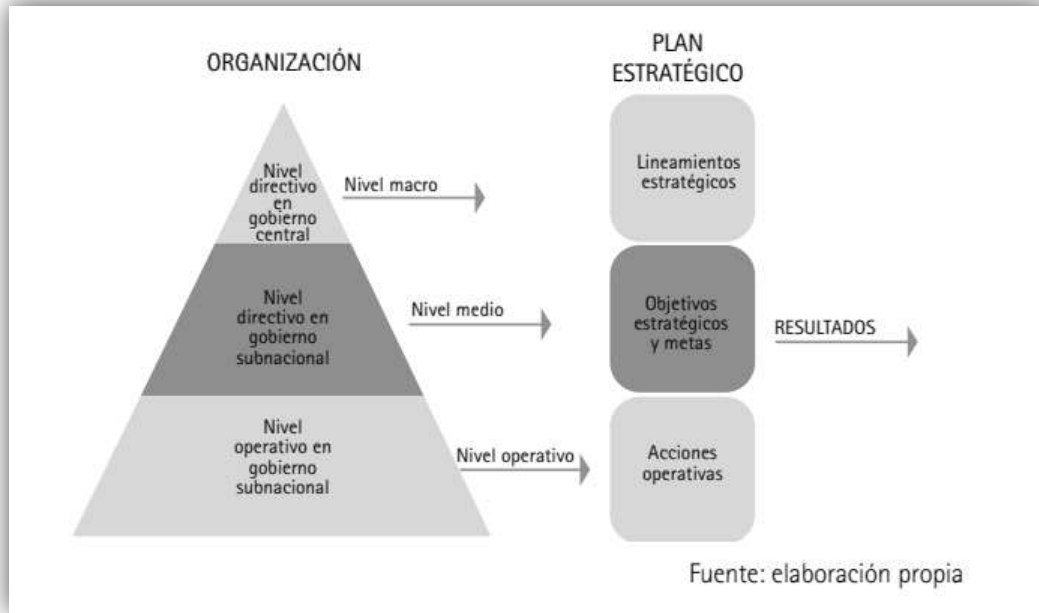 ORGANIZACIÓN
PLAN
ESTRATÉGICO
Nivel
directivo
en
gobierno
central
Nivel macro
Lineamientos
estratégicos
Nivel
directivo en
gobierno
subnacional
Nivel medio
Objetivos
estratégicos
y metas
RESULTADOS
Nivel
operativo en
gobierno
subnacional
Nivel operativo
Acciones
operativas
Fuente: elaboración propia